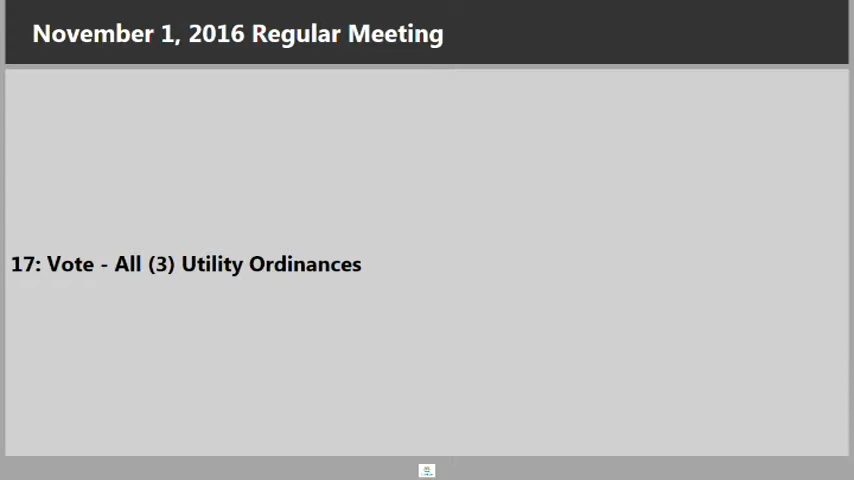 November 1, 2016 Regular Meeting
17: Vote - All (3) Utility Ordinances